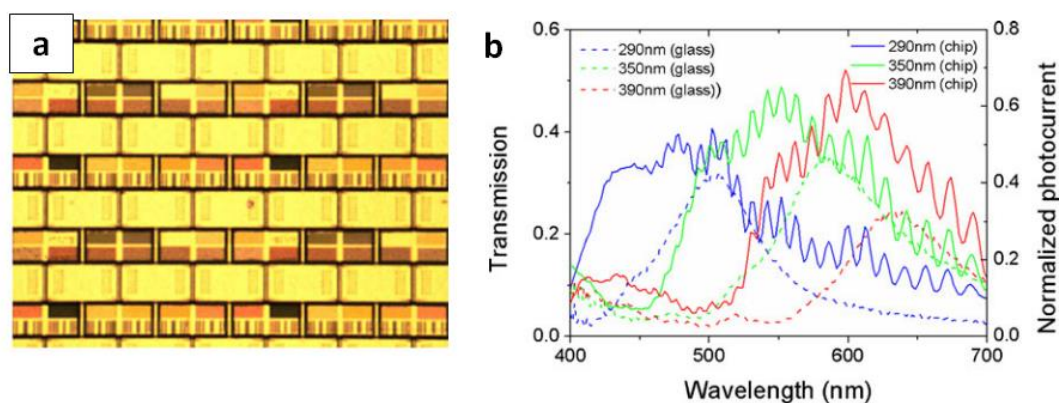 a
b
0.6
0.4
0.2
0.0
Transmission
290nm (glass)
350nm (glass)
390nm (glass))
290nm (chip)
350nm (chip)
390nm (chip)
0.8
0.6
0.4
0.2
0.0
Normalized photocurrent
400 500 600 700
Wavelength (nm)